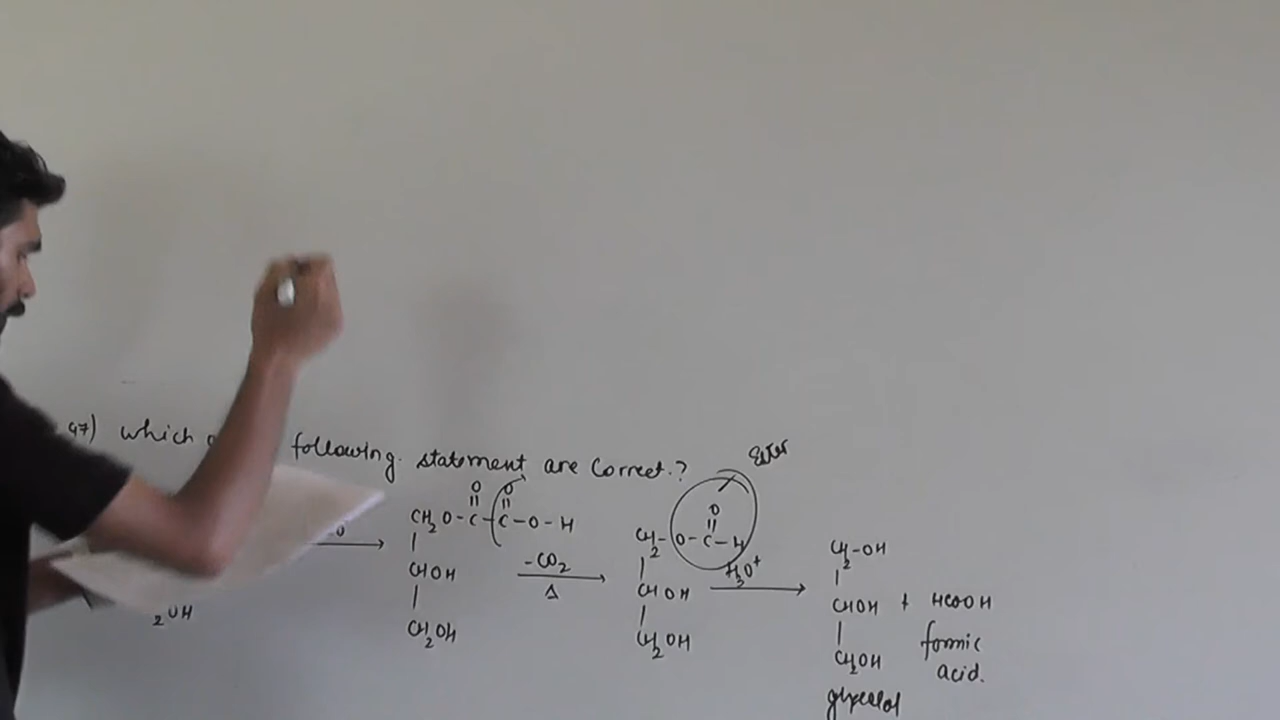 47) which following statement are correct.?
Ester
O O
|| ||
CH2O-C-C-O-H
CHOH
CH2OH
-CO2
Δ
O
||
CH2-O-C-H
CHOH
CH2OH
H3O+
CH2-OH
CHOH + HCOOH
CH2OH
formic
acid.
glycerol
2OH